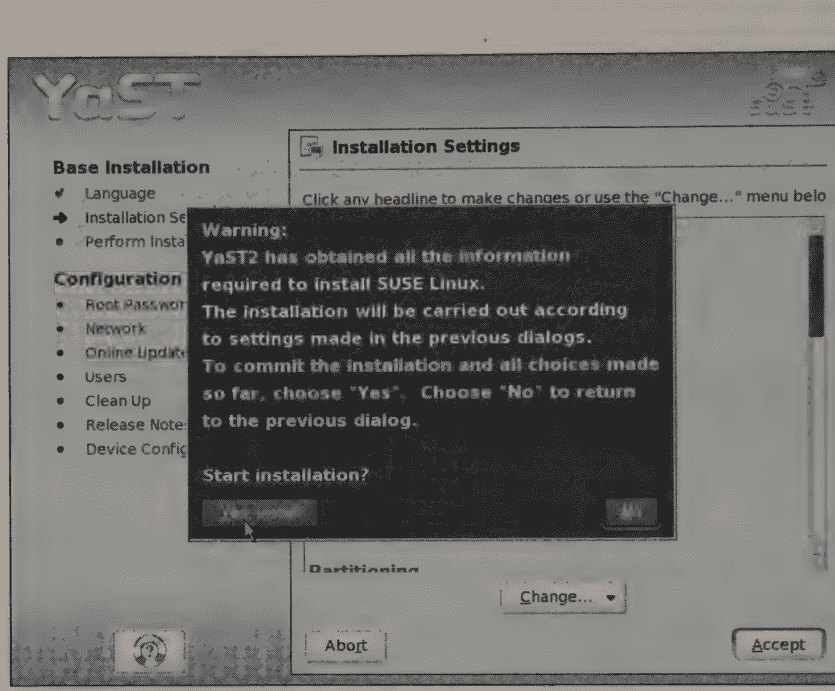 YaST
Base Installation
Language
Installation Se
Perform Insta
Configuration
Root Passwor
Network
Online Update
Users
Clean Up
Release Note
Device Config
Installation Settings
Click any headline to make changes or use the "Change..." menu belo
Warning:
YaST2 has obtained all the information
required to install SUSE Linux.
The installation will be carried out according
to settings made in the previous dialogs.
To commit the installation and all choices made
so far, choose "Yes". Choose "No" to return
to the previous dialog.
Start installation?
Partitioning
Change...
Abort
Accept